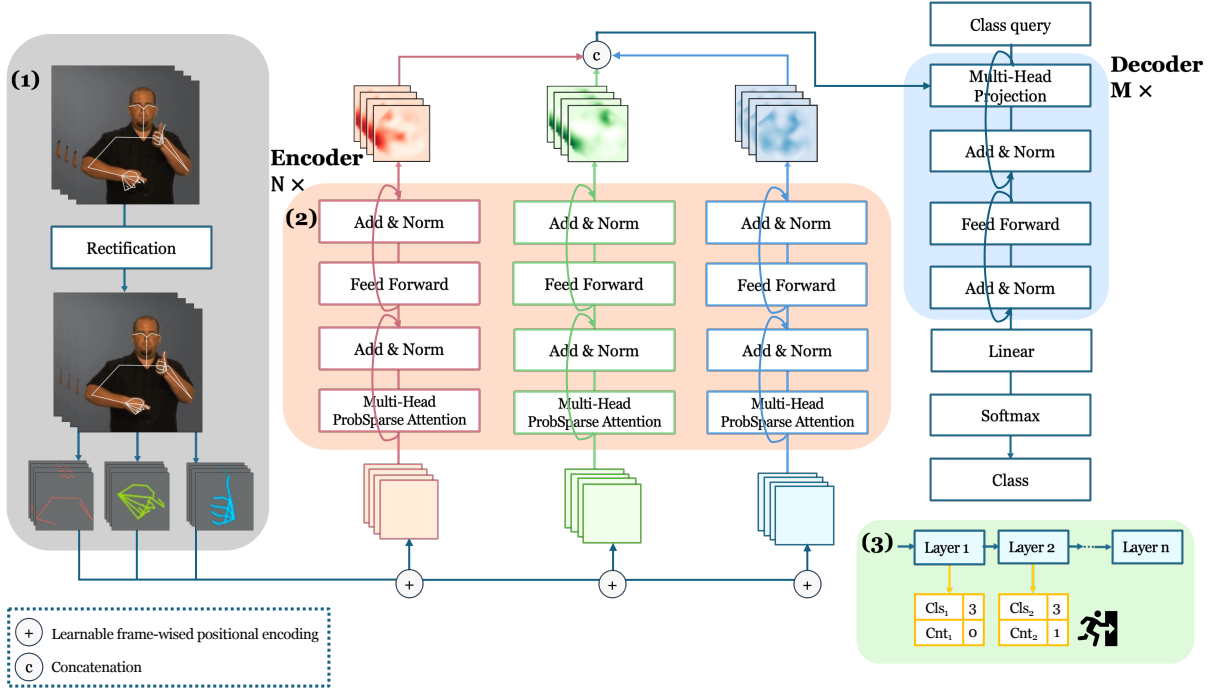 (1)
Rectification
Encoder
N ×
(2)
Add & Norm
Feed Forward
Add & Norm
Multi-Head
ProbSparse Attention
Add & Norm
Feed Forward
Add & Norm
Multi-Head
ProbSparse Attention
Add & Norm
Feed Forward
Add & Norm
Multi-Head
ProbSparse Attention
c
+
+
+
Class query
Decoder
M ×
Multi-Head
Projection
Add & Norm
Feed Forward
Add & Norm
Linear
Softmax
Class
(3)
Layer 1
Layer 2
Layer n
Cls₁ 3
Cnt₁ 0
Cls₂ 3
Cnt₂ 1
+ Learnable frame-wised positional encoding
c Concatenation